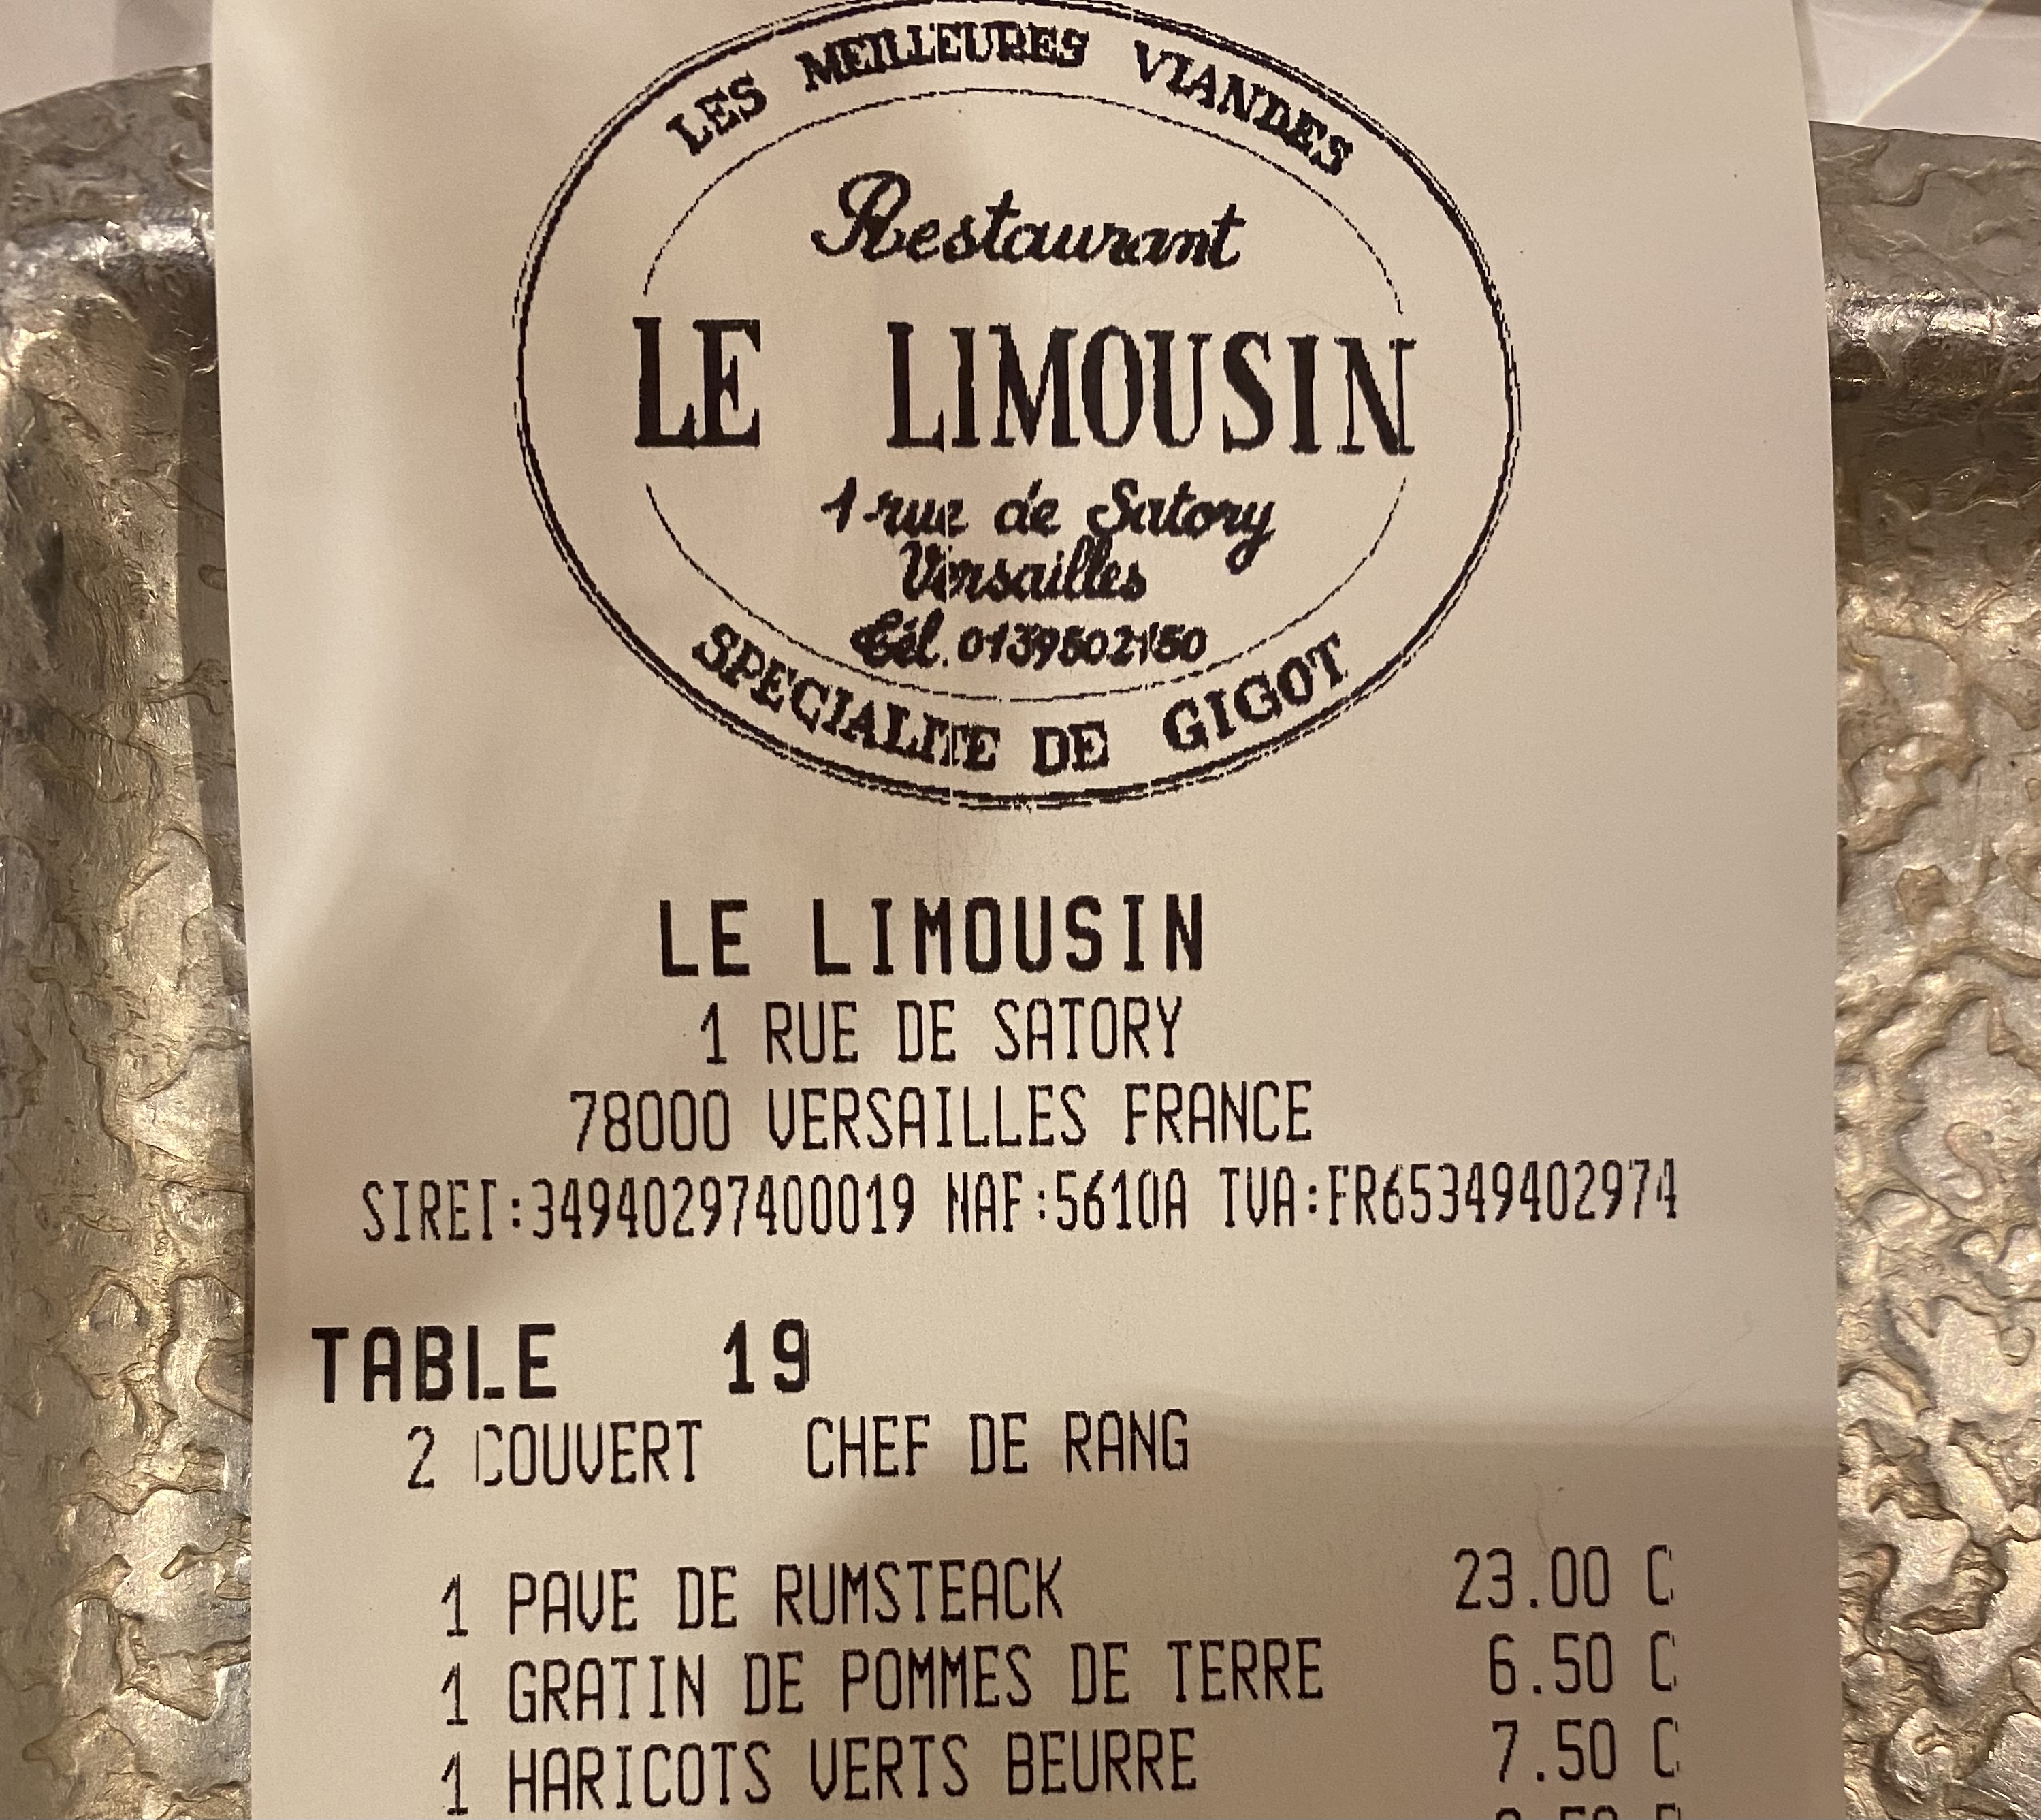 LES MEILLEURES VIANDES
Restaurant
LE LIMOUSIN
1 rue de Satory
Versailles
Tél. 0139502150
SPECIALITE DE GIGOT
LE LIMOUSIN
1 RUE DE SATORY
78000 VERSAILLES FRANCE
SIRET:34940297400019 NAF:5610A TVA:FR65349402974
TABLE 19
2 COUVERT CHEF DE RANG
1 PAVE DE RUMSTEACK 23.00 C
1 GRATIN DE POMMES DE TERRE 6.50 C
1 HARICOTS VERTS BEURRE 7.50 C